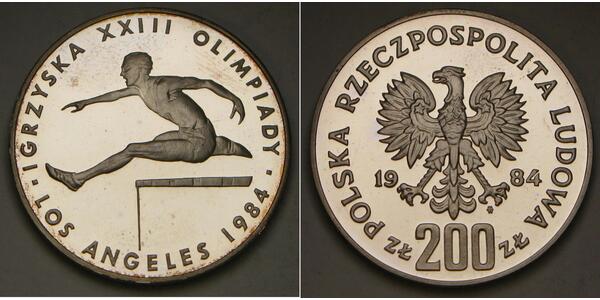 IGRZYSKA XXIII OLIMPIADY ·
LOS ANGELES 1984 ·
POLSKA RZECZPOSPOLITA LUDOWA
19 84
ZŁ 200 ZŁ